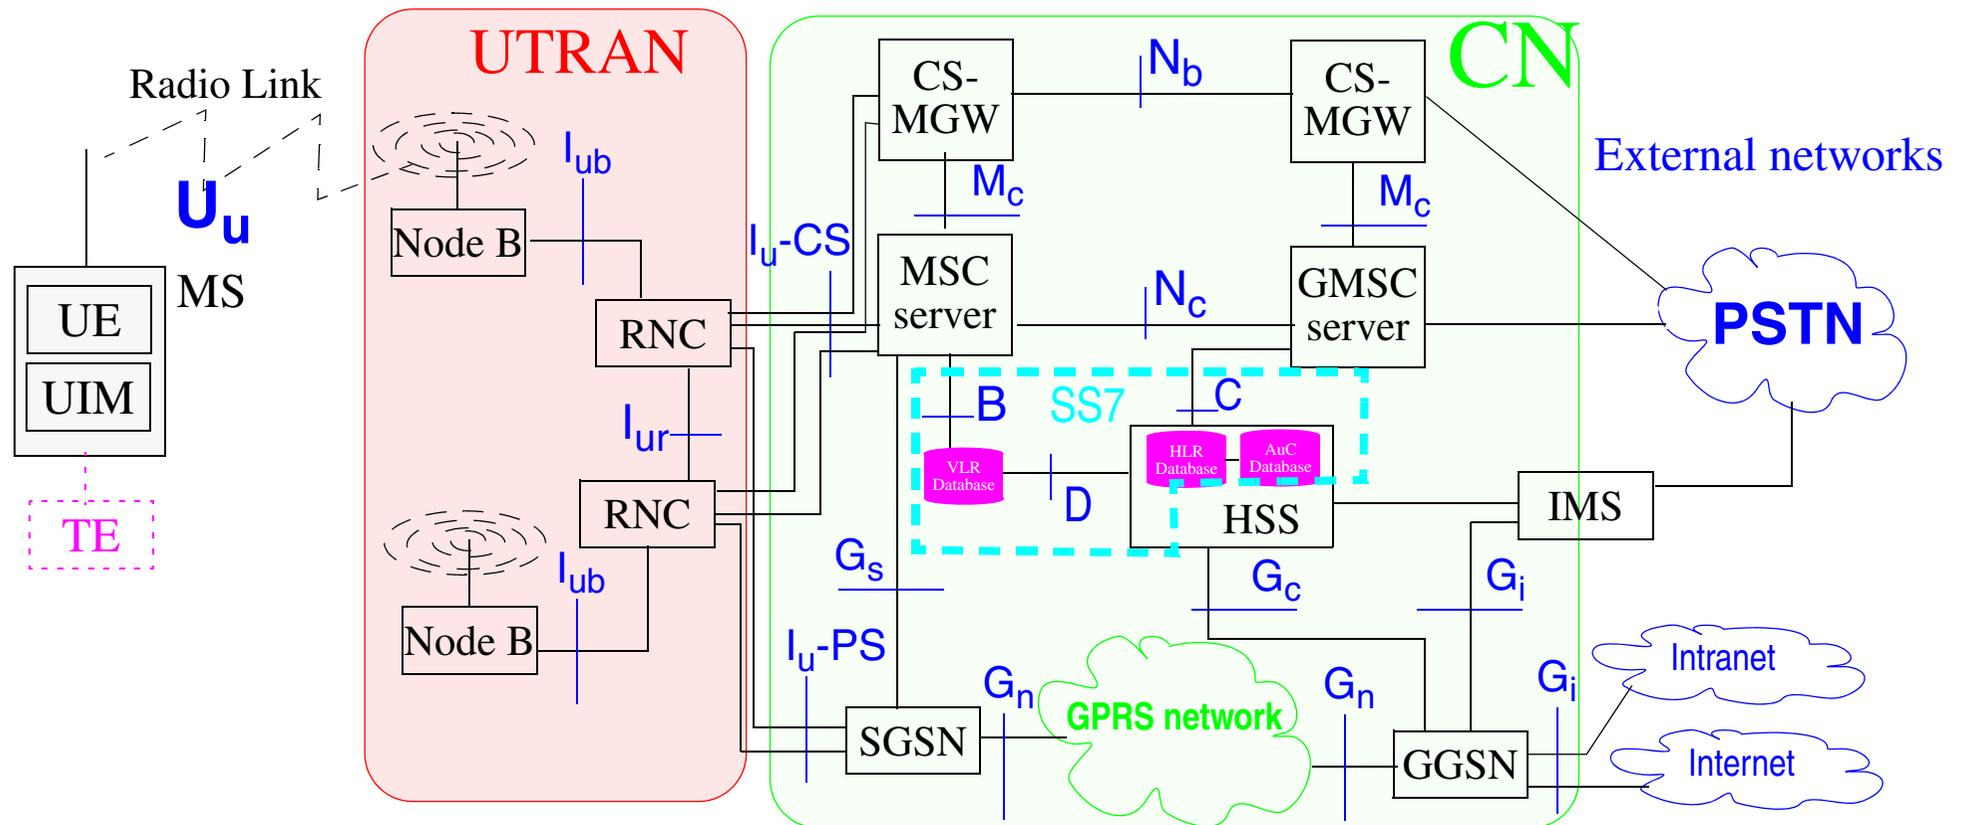 UTRAN
CN
Radio Link
CS-
MGW
Nb
CS-
MGW
External networks
Iub
Mc
Mc
Uu
Node B
Iu-CS
MS
UE
UIM
RNC
MSC
server
Nc
GMSC
server
PSTN
Iur
B
SS7
C
VLR
Database
HLR
Database
AuC
Database
D
HSS
IMS
TE
RNC
Iub
Gs
Gc
Gi
Node B
Iu-PS
Gn
GPRS network
Gn
Gi
Intranet
SGSN
GGSN
Internet